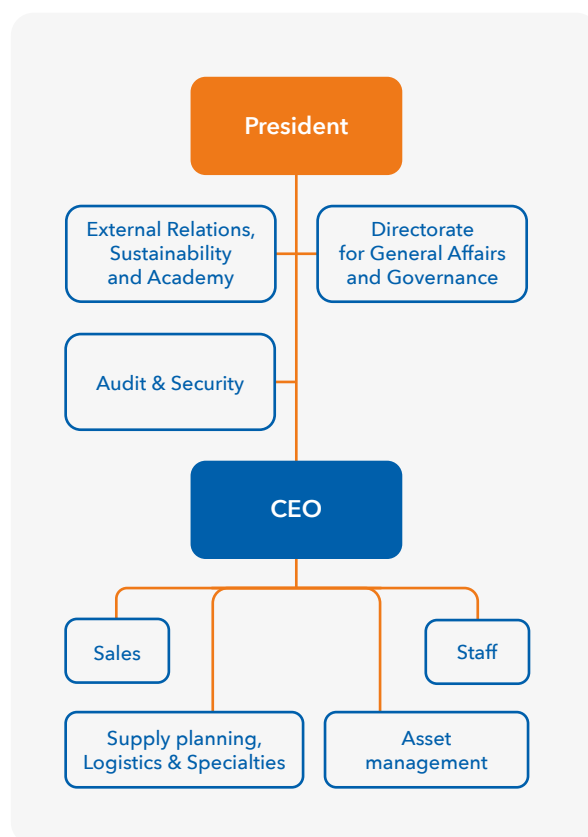 President
External Relations,
Sustainability
and Academy
Directorate
for General Affairs
and Governance
Audit & Security
CEO
Sales
Staff
Supply planning,
Logistics & Specialties
Asset
management